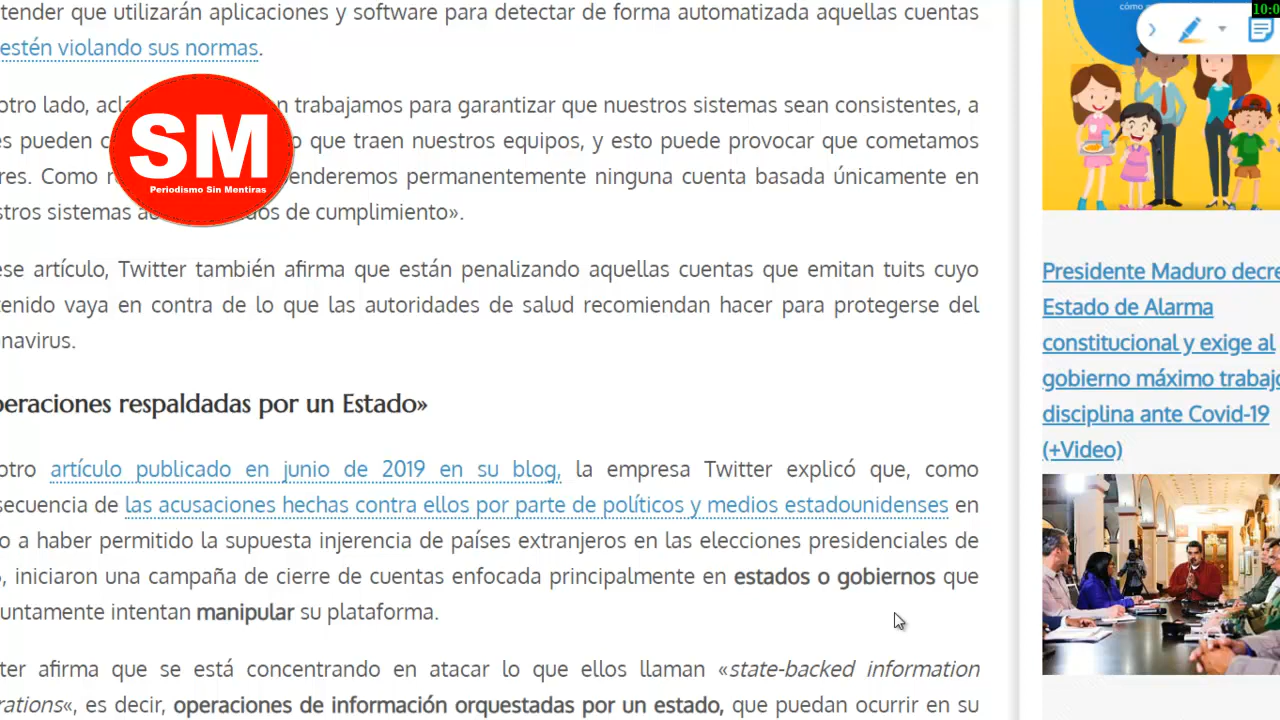 tender que utilizarán aplicaciones y software para detectar de forma automatizada aquellas cuentas
estén violando sus normas.
otro lado, acla n trabajamos para garantizar que nuestros sistemas sean consistentes, a
es pueden c o que traen nuestros equipos, y esto puede provocar que cometamos
res. Como r enderemos permanentemente ninguna cuenta basada únicamente en
stros sistemas au dos de cumplimiento».
SM
Periodismo Sin Mentiras
ese artículo, Twitter también afirma que están penalizando aquellas cuentas que emitan tuits cuyo
tenido vaya en contra de lo que las autoridades de salud recomiendan hacer para protegerse del
navirus.
peraciones respaldadas por un Estado»
otro artículo publicado en junio de 2019 en su blog, la empresa Twitter explicó que, como
secuencia de las acusaciones hechas contra ellos por parte de políticos y medios estadounidenses en
o a haber permitido la supuesta injerencia de países extranjeros en las elecciones presidenciales de
, iniciaron una campaña de cierre de cuentas enfocada principalmente en estados o gobiernos que
untamente intentan manipular su plataforma.
ter afirma que se está concentrando en atacar lo que ellos llaman «state-backed information
rations«, es decir, operaciones de información orquestadas por un estado, que puedan ocurrir en su
10:0
cómo
Presidente Maduro decre
Estado de Alarma
constitucional y exige al
gobierno máximo trabajo
disciplina ante Covid-19
(+Video)